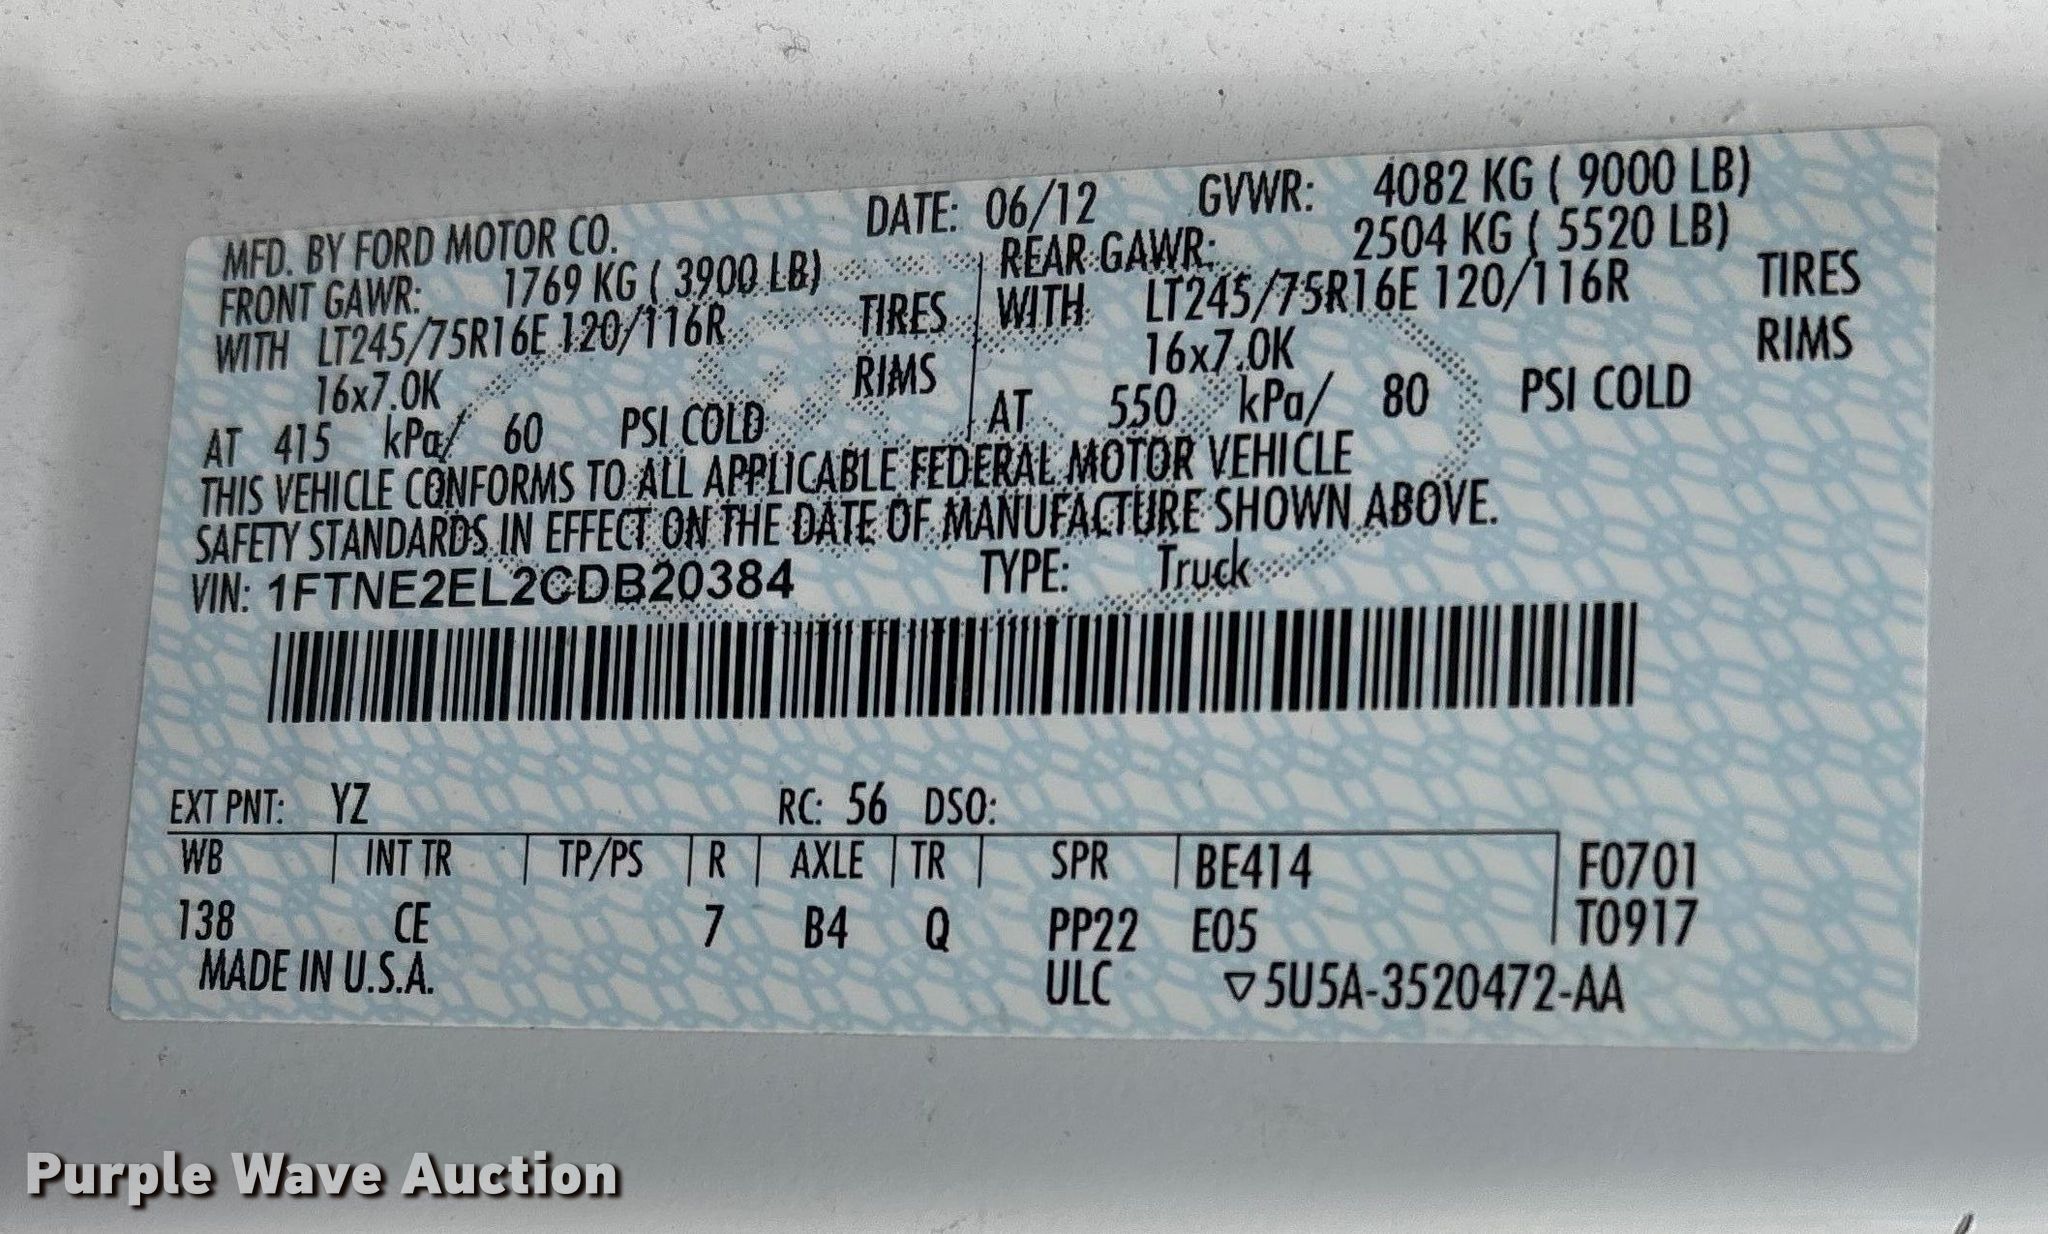 MFD. BY FORD MOTOR CO. DATE: 06/12 GVWR: 4082 KG ( 9000 LB)
FRONT GAWR: 1769 KG ( 3900 LB) REAR GAWR: 2504 KG ( 5520 LB)
WITH LT245/75R16E 120/116R TIRES WITH LT245/75R16E 120/116R TIRES
16x7.0K RIMS 16x7.0K RIMS
AT 415 kPa/ 60 PSI COLD AT 550 kPa/ 80 PSI COLD
THIS VEHICLE CONFORMS TO ALL APPLICABLE FEDERAL MOTOR VEHICLE
SAFETY STANDARDS IN EFFECT ON THE DATE OF MANUFACTURE SHOWN ABOVE.
VIN: 1FTNE2EL2CDB20384 TYPE: Truck
EXT PNT: YZ RC: 56 DSO:
WB INT TR TP/PS R AXLE TR SPR BE414 F0701
138 CE 7 B4 Q PP22 E05 T0917
MADE IN U.S.A. ULC ▽5U5A-3520472-AA
Purple Wave Auction